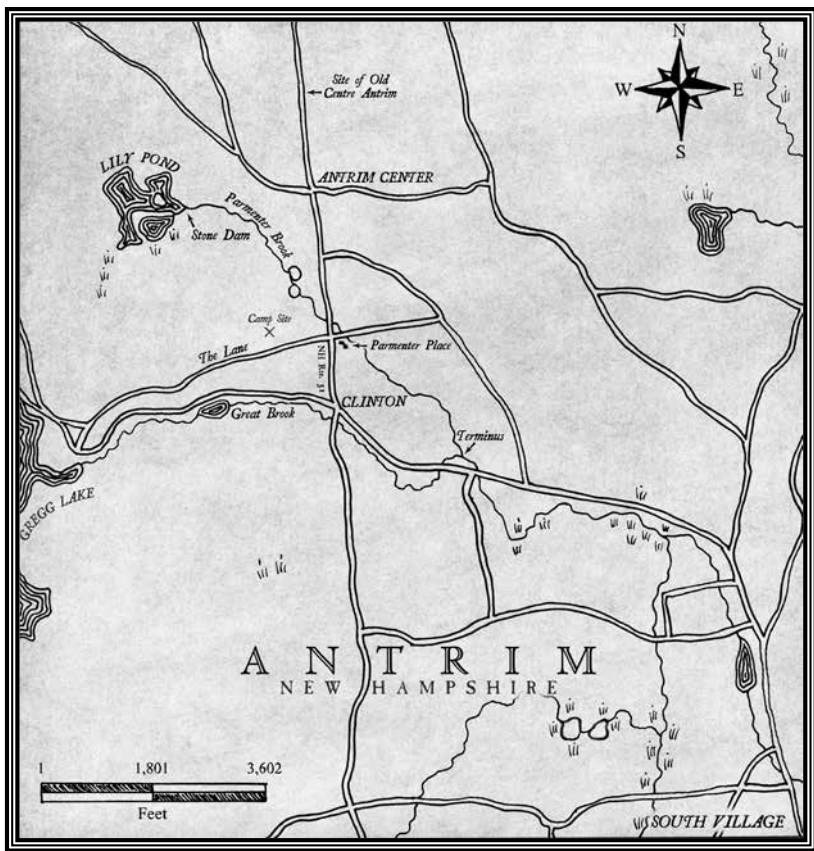 N
W E
S
Site of Old
Centre Antrim
LILY POND
ANTRIM CENTER
Parmenter Brook
Stone Dam
Camp Site
The Lane
Parmenter Place
NH Rte. 31
CLINTON
Great Brook
Terminus
GREGG LAKE
ANTRIM
NEW HAMPSHIRE
1 1,801 3,602
Feet
SOUTH VILLAGE